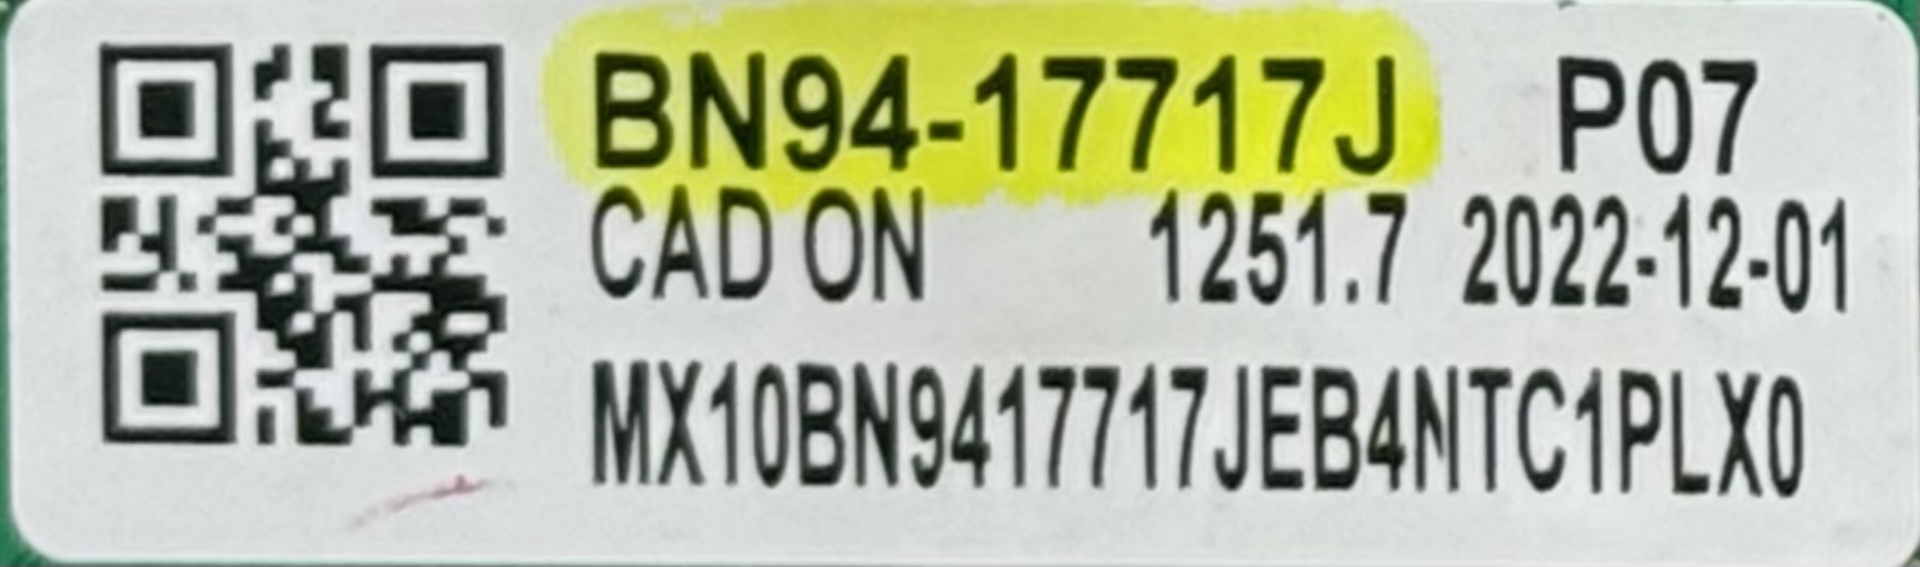 BN94-17717J P07
CAD ON 1251.7 2022-12-01
MX10BN9417717JEB4NTC1PLX0